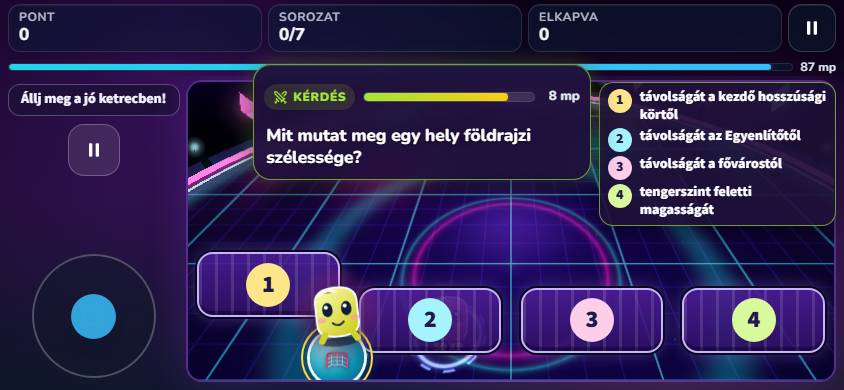 PONT
0
SOROZAT
0/7
ELKAPVA
0
87 mp
Állj meg a jó ketrecben!
KÉRDÉS
8 mp
Mit mutat meg egy hely földrajzi
szélessége?
1 távolságát a kezdő hosszúsági
körtől
2 távolságát az Egyenlítőtől
3 távolságát a fővárostól
4 tengerszint feletti
magasságát
1
2
3
4